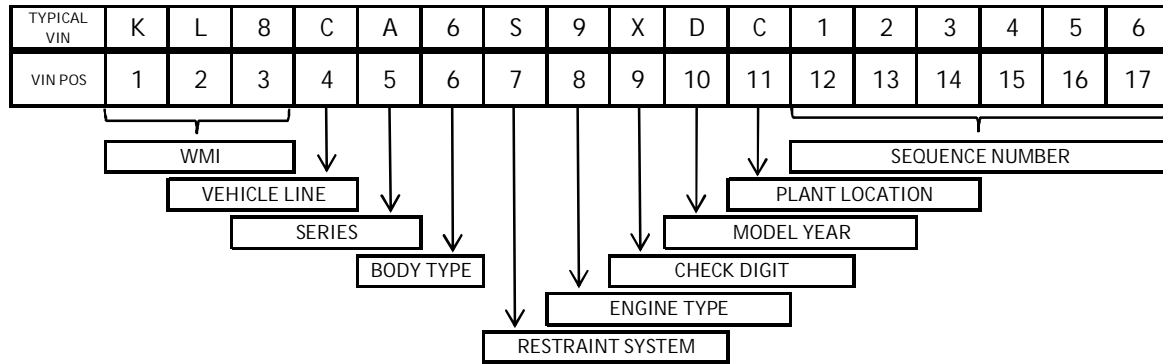 TYPICAL VIN K L 8 C A 6 S 9 X D C 1 2 3 4 5 6
VIN POS 1 2 3 4 5 6 7 8 9 10 11 12 13 14 15 16 17
WMI SEQUENCE NUMBER
VEHICLE LINE PLANT LOCATION
SERIES MODEL YEAR
BODY TYPE CHECK DIGIT
ENGINE TYPE
RESTRAINT SYSTEM